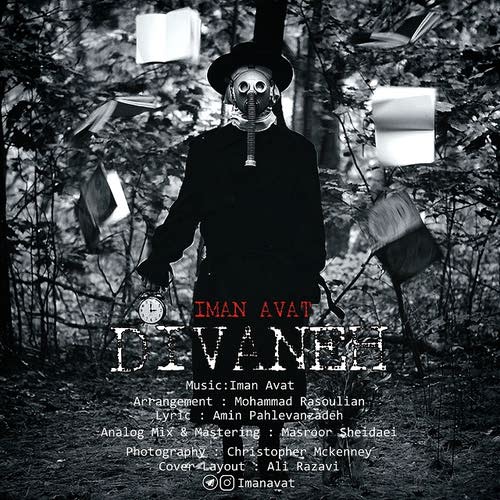 IMAN AVAT
DIVANEH
Music:Iman Avat
Arrangement : Mohammad Rasoulian
Lyric : Amin Pahlevanzadeh
Analog Mix & Mastering : Masroor Sheidaei
Photography : Christopher Mckenney
Cover Layout : Ali Razavi
Imanavat